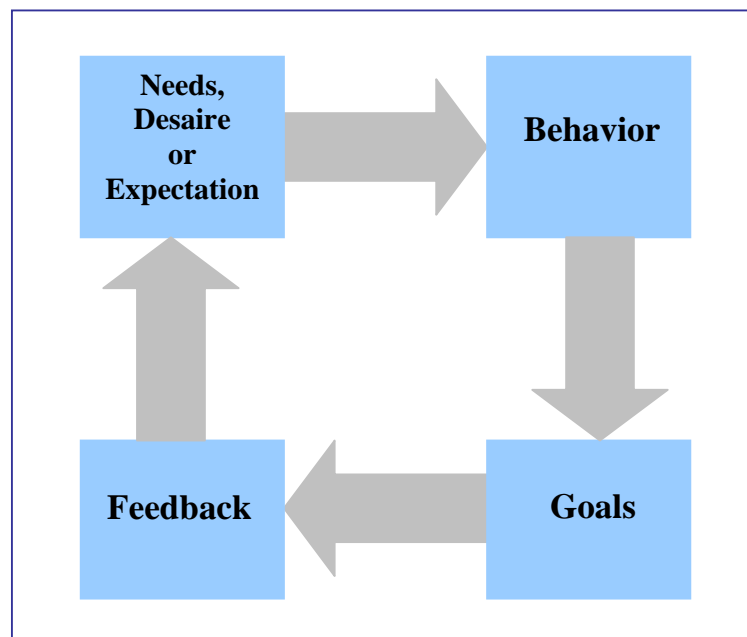 Needs,
Desaire
or
Expectation
Behavior
Feedback
Goals